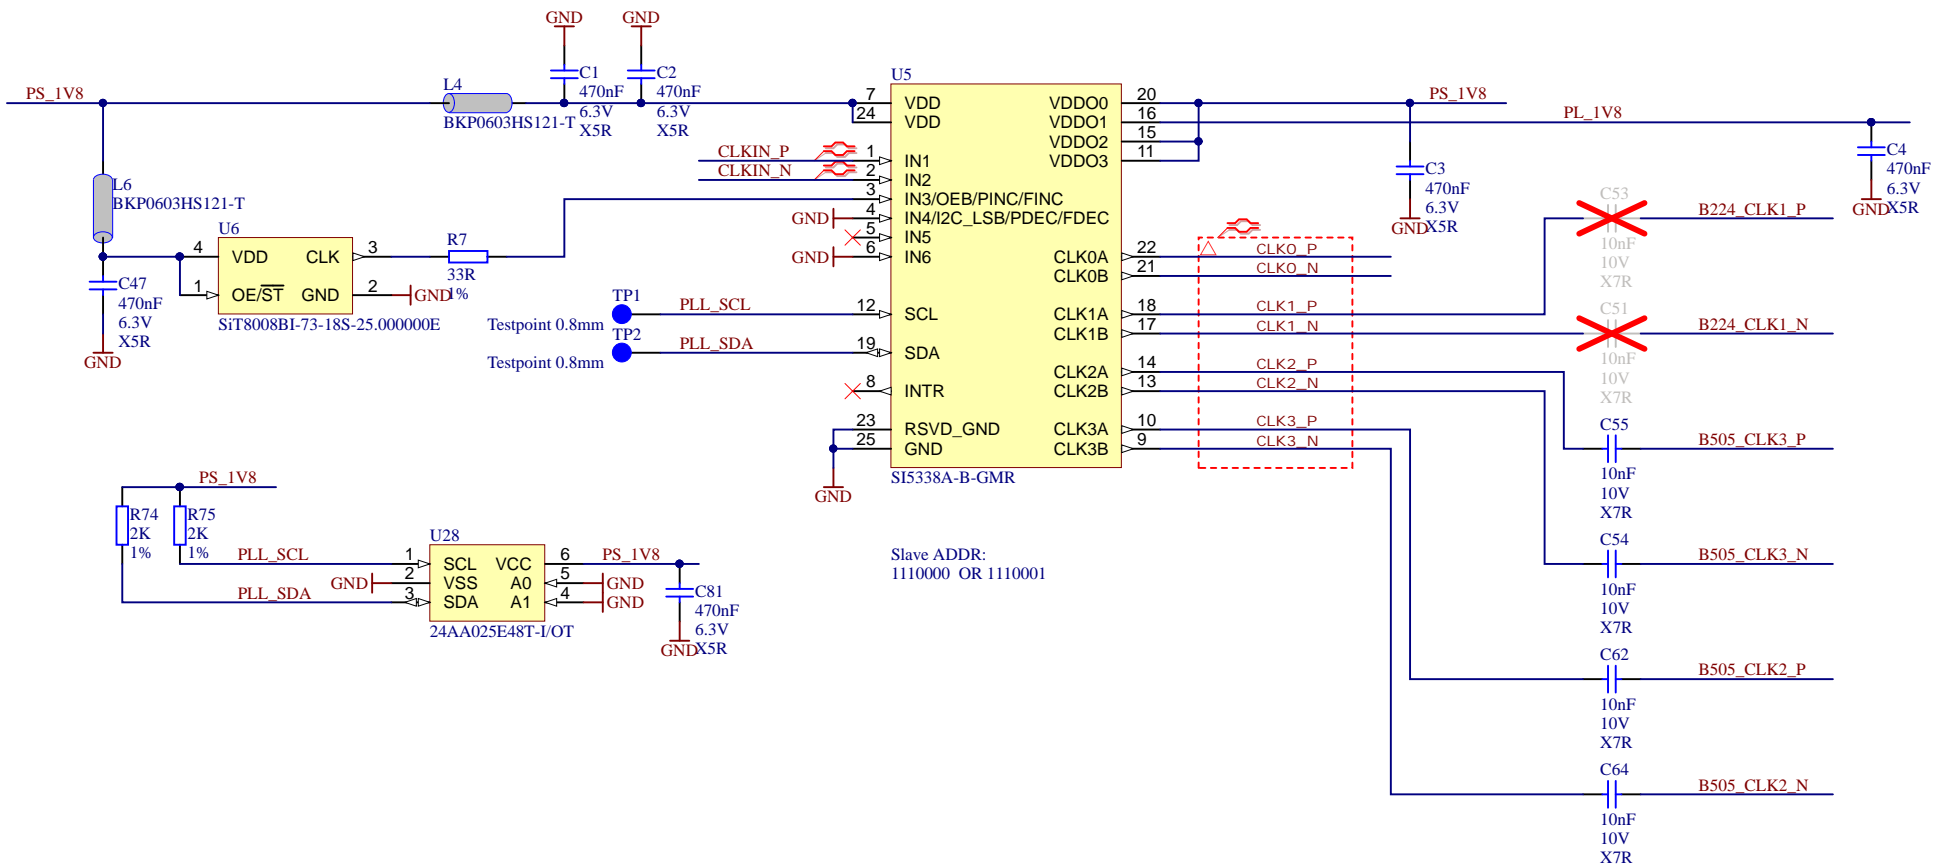 GND
GND
PS_1V8
L4
BKP0603HS121-T
C1
470nF
6.3V
X5R
C2
470nF
6.3V
X5R
L6
BKP0603HS121-T
U6
4
VDD
CLK
3
1
OE/ST
GND
2
GND
SiT8008BI-73-18S-25.000000E
C47
470nF
6.3V
X5R
GND
R7
33R
1%
CLKIN_P
CLKIN_N
GND
GND
TP1
Testpoint 0.8mm
PLL_SCL
TP2
Testpoint 0.8mm
PLL_SDA
U5
7
VDD
24
VDD
1
IN1
2
IN2
3
IN3/OEB/PINC/FINC
4
IN4/I2C_LSB/PDEC/FDEC
5
IN5
6
IN6
12
SCL
19
SDA
8
INTR
23
RSVD_GND
25
GND
VDDO0
20
VDDO1
16
VDDO2
15
VDDO3
11
CLK0A
22
CLK0B
21
CLK1A
18
CLK1B
17
CLK2A
14
CLK2B
13
CLK3A
10
CLK3B
9
SI5338A-B-GMR
GND
Slave ADDR:
1110000 OR 1110001
CLK0_P
CLK0_N
CLK1_P
CLK1_N
CLK2_P
CLK2_N
CLK3_P
CLK3_N
PS_1V8
PL_1V8
C3
470nF
6.3V
X5R
GND
C4
470nF
6.3V
X5R
GND
C53
10nF
10V
X7R
B224_CLK1_P
C51
10nF
10V
X7R
B224_CLK1_N
C55
10nF
10V
X7R
B505_CLK3_P
C54
10nF
10V
X7R
B505_CLK3_N
C62
10nF
10V
X7R
B505_CLK2_P
C64
10nF
10V
X7R
B505_CLK2_N
PS_1V8
R74
2K
1%
R75
2K
1%
PLL_SCL
GND
PLL_SDA
U28
1
SCL
VCC
6
2
VSS
A0
5
3
SDA
A1
4
24AA025E48T-I/OT
PS_1V8
GND
GND
C81
470nF
6.3V
X5R
GND